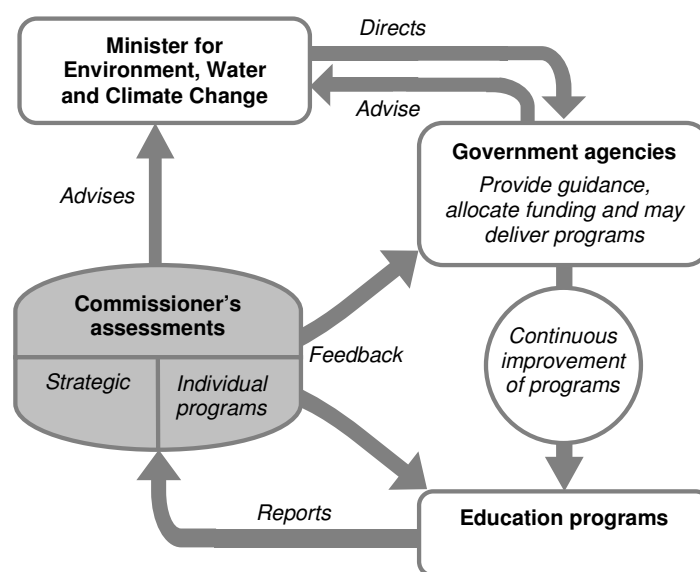 Directs
Minister for
Environment, Water
and Climate Change
Advise
Government agencies
Provide guidance,
allocate funding and may
deliver programs
Advises
Commissioner's
assessments
Strategic
Individual
programs
Feedback
Continuous
improvement
of programs
Reports
Education programs